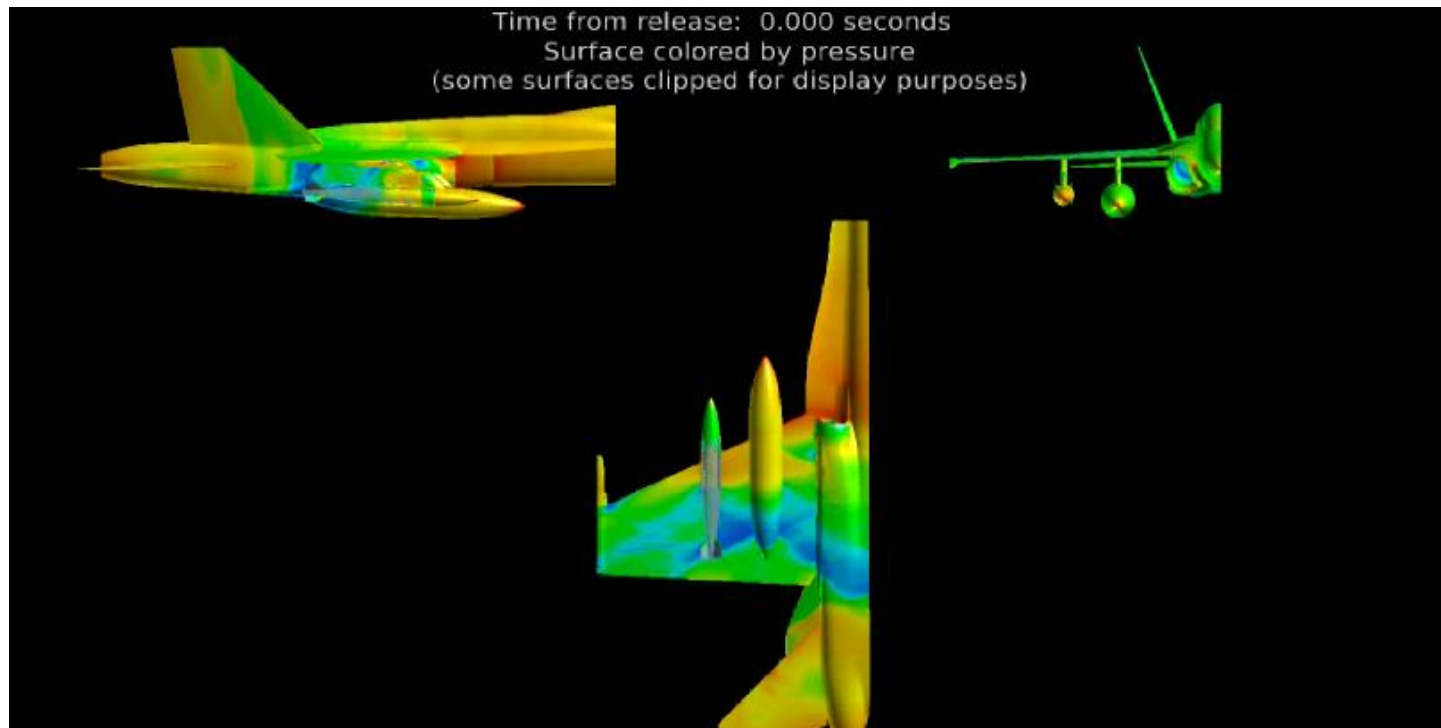 Time from release:  0.000 seconds
Surface colored by pressure
(some surfaces clipped for display purposes)